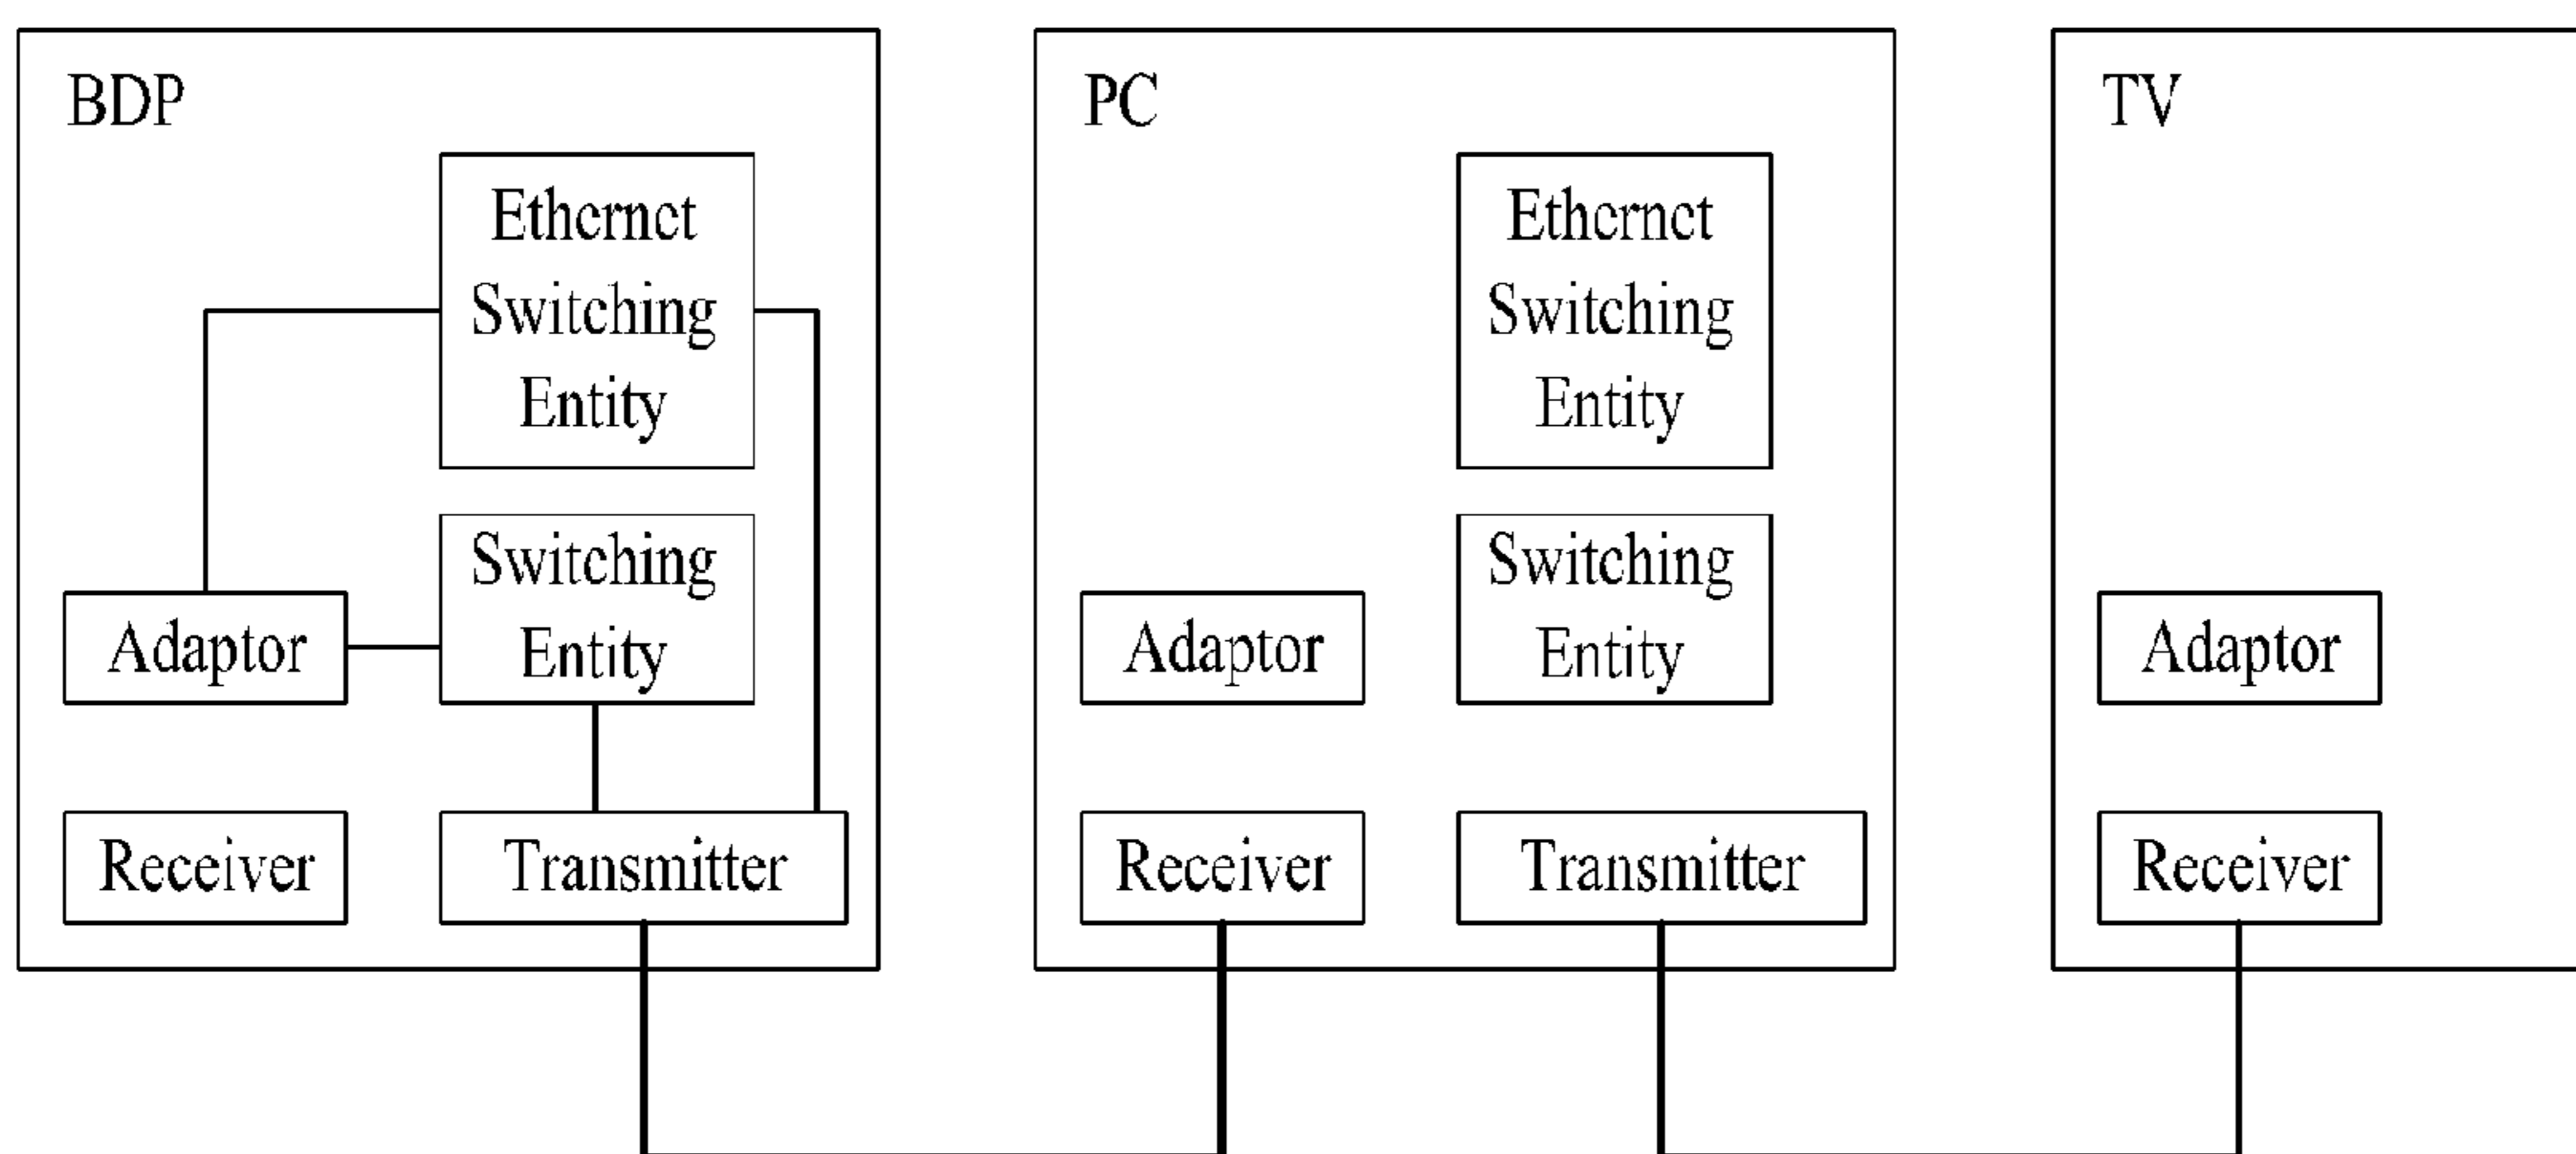 BDP
Ethernet
Switching
Entity
Switching
Entity
Adaptor
Receiver
Transmitter
PC
Ethernet
Switching
Entity
Switching
Entity
Adaptor
Receiver
Transmitter
TV
Adaptor
Receiver